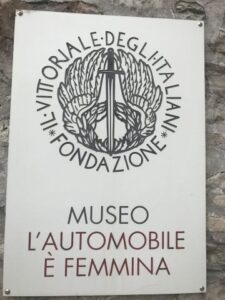 IL·VITTORIALE·DEGLI·ITALIANI·
FONDAZIONE
MUSEO
L'AUTOMOBILE
È FEMMINA